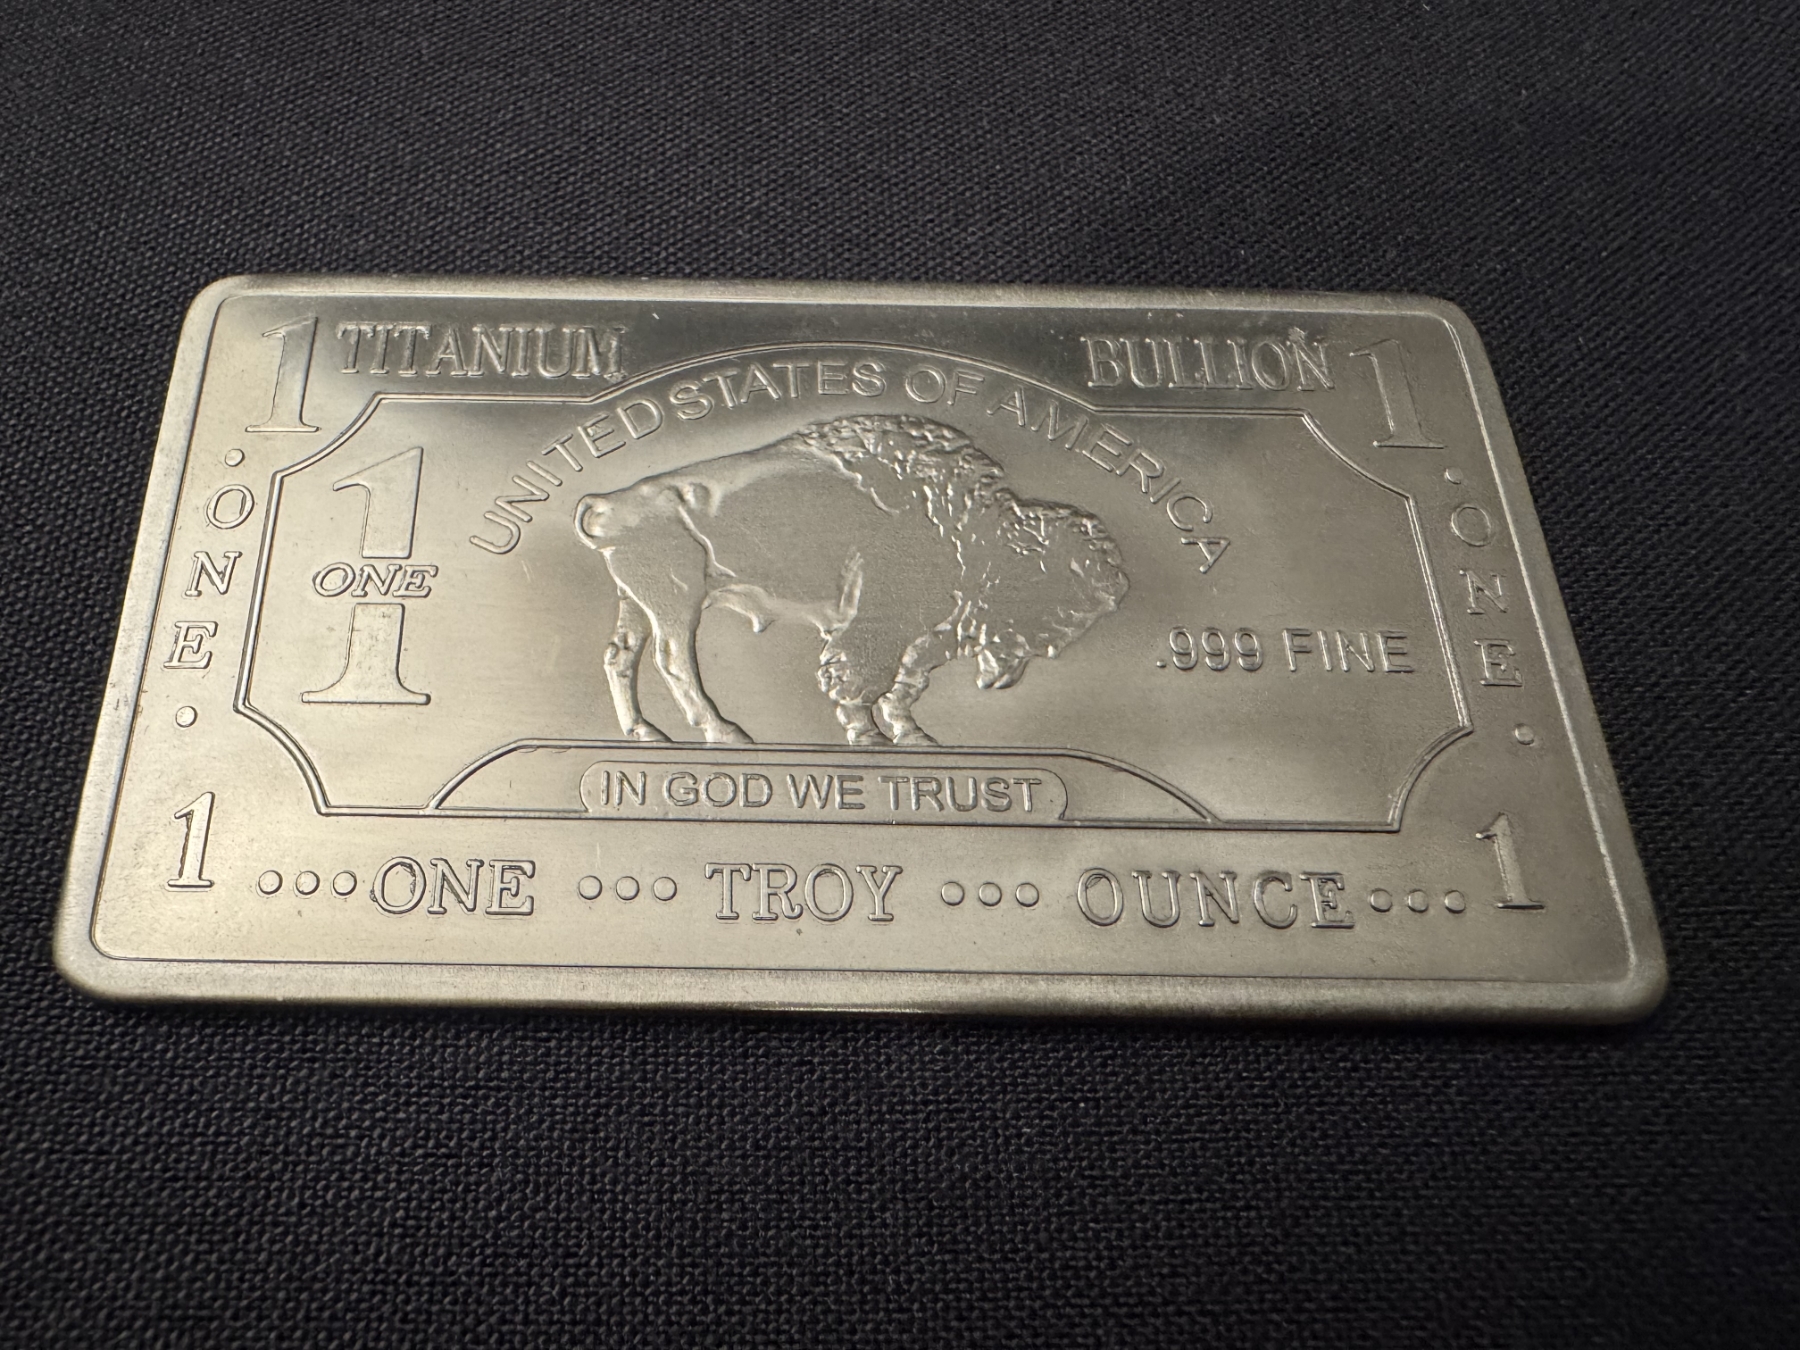 1 TITANIUM BULLION 1
UNITED STATES OF AMERICA
·ONE·
1
ONE
.999 FINE
·ONE·
IN GOD WE TRUST
1 ···ONE ··· TROY ··· OUNCE··· 1